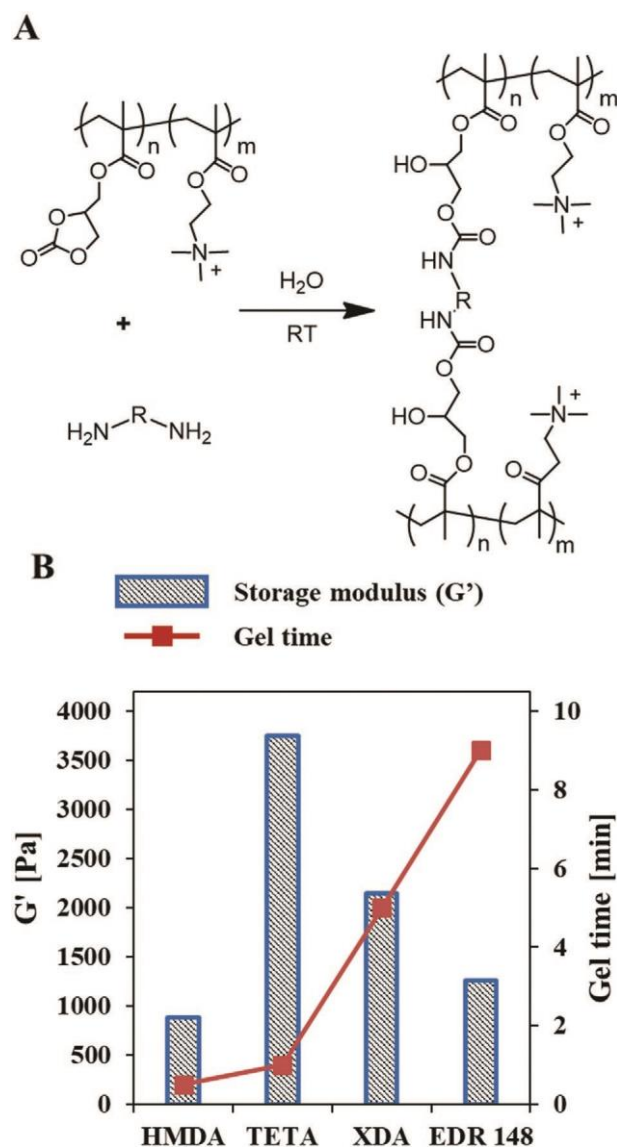 A
n
m
O
O
O
O
O
O
O
N
+
+
H₂N
R
NH₂
H₂O
RT
n
m
O
O
O
O
HO
N
+
O
O
HN
R
HN
O
O
HO
O
O
N
+
O
n
m
B
Storage modulus (G’)
Gel time
G' [Pa]
4000
3500
3000
2500
2000
1500
1000
500
0
10
8
6
4
2
0
Gel time [min]
HMDA TETA XDA EDR 148